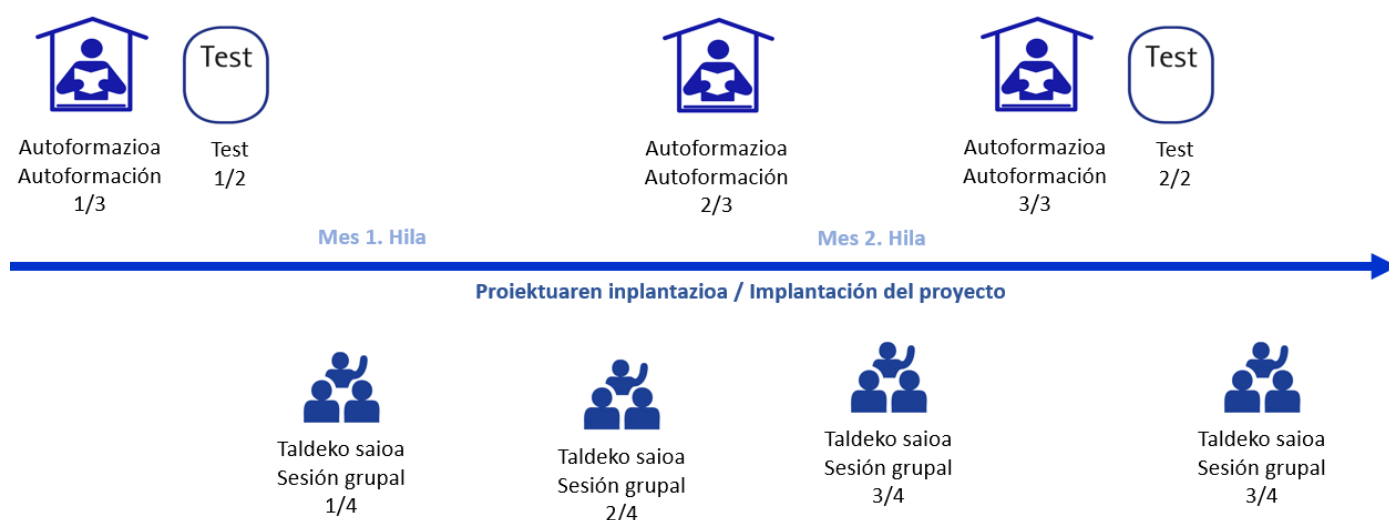 Test
Test
Autoformazioa
Autoformación
1/3
Test
1/2
Autoformazioa
Autoformación
2/3
Autoformazioa
Autoformación
3/3
Test
2/2
Mes 1. Hila
Mes 2. Hila
Proiektuaren inplantazioa / Implantación del proyecto
Taldeko saioa
Sesión grupal
1/4
Taldeko saioa
Sesión grupal
2/4
Taldeko saioa
Sesión grupal
3/4
Taldeko saioa
Sesión grupal
3/4